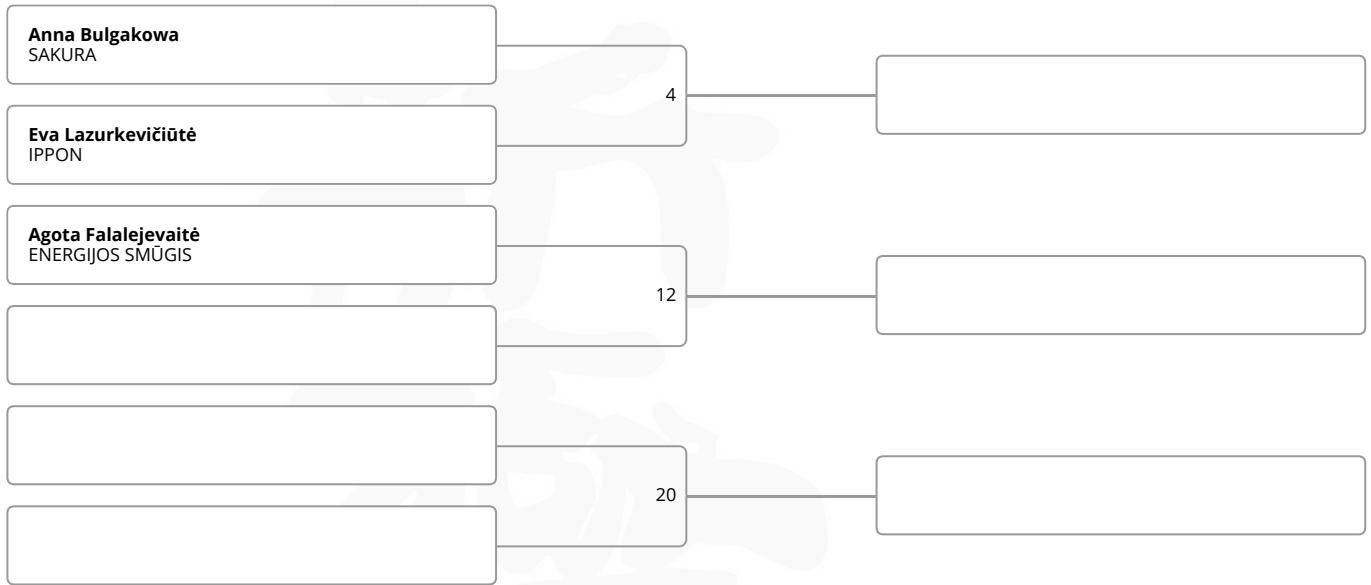 Anna Bulgakowa
SAKURA
4
Eva Lazurkevičiūtė
IPPON
Agota Falalejevaitė
ENERGIJOS SMŪGIS
12
20